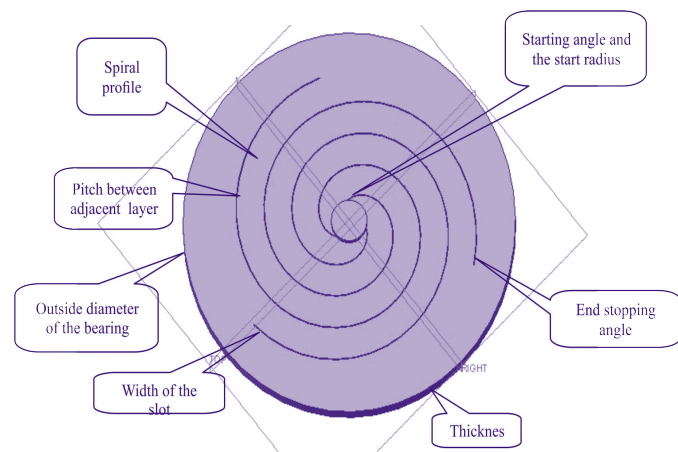 Starting angle and
the start radius
Spiral
profile
Pitch between
adjacent layer
Outside diameter
of the bearing
End stopping
angle
Width of the
slot
RIGHT
Thicknes